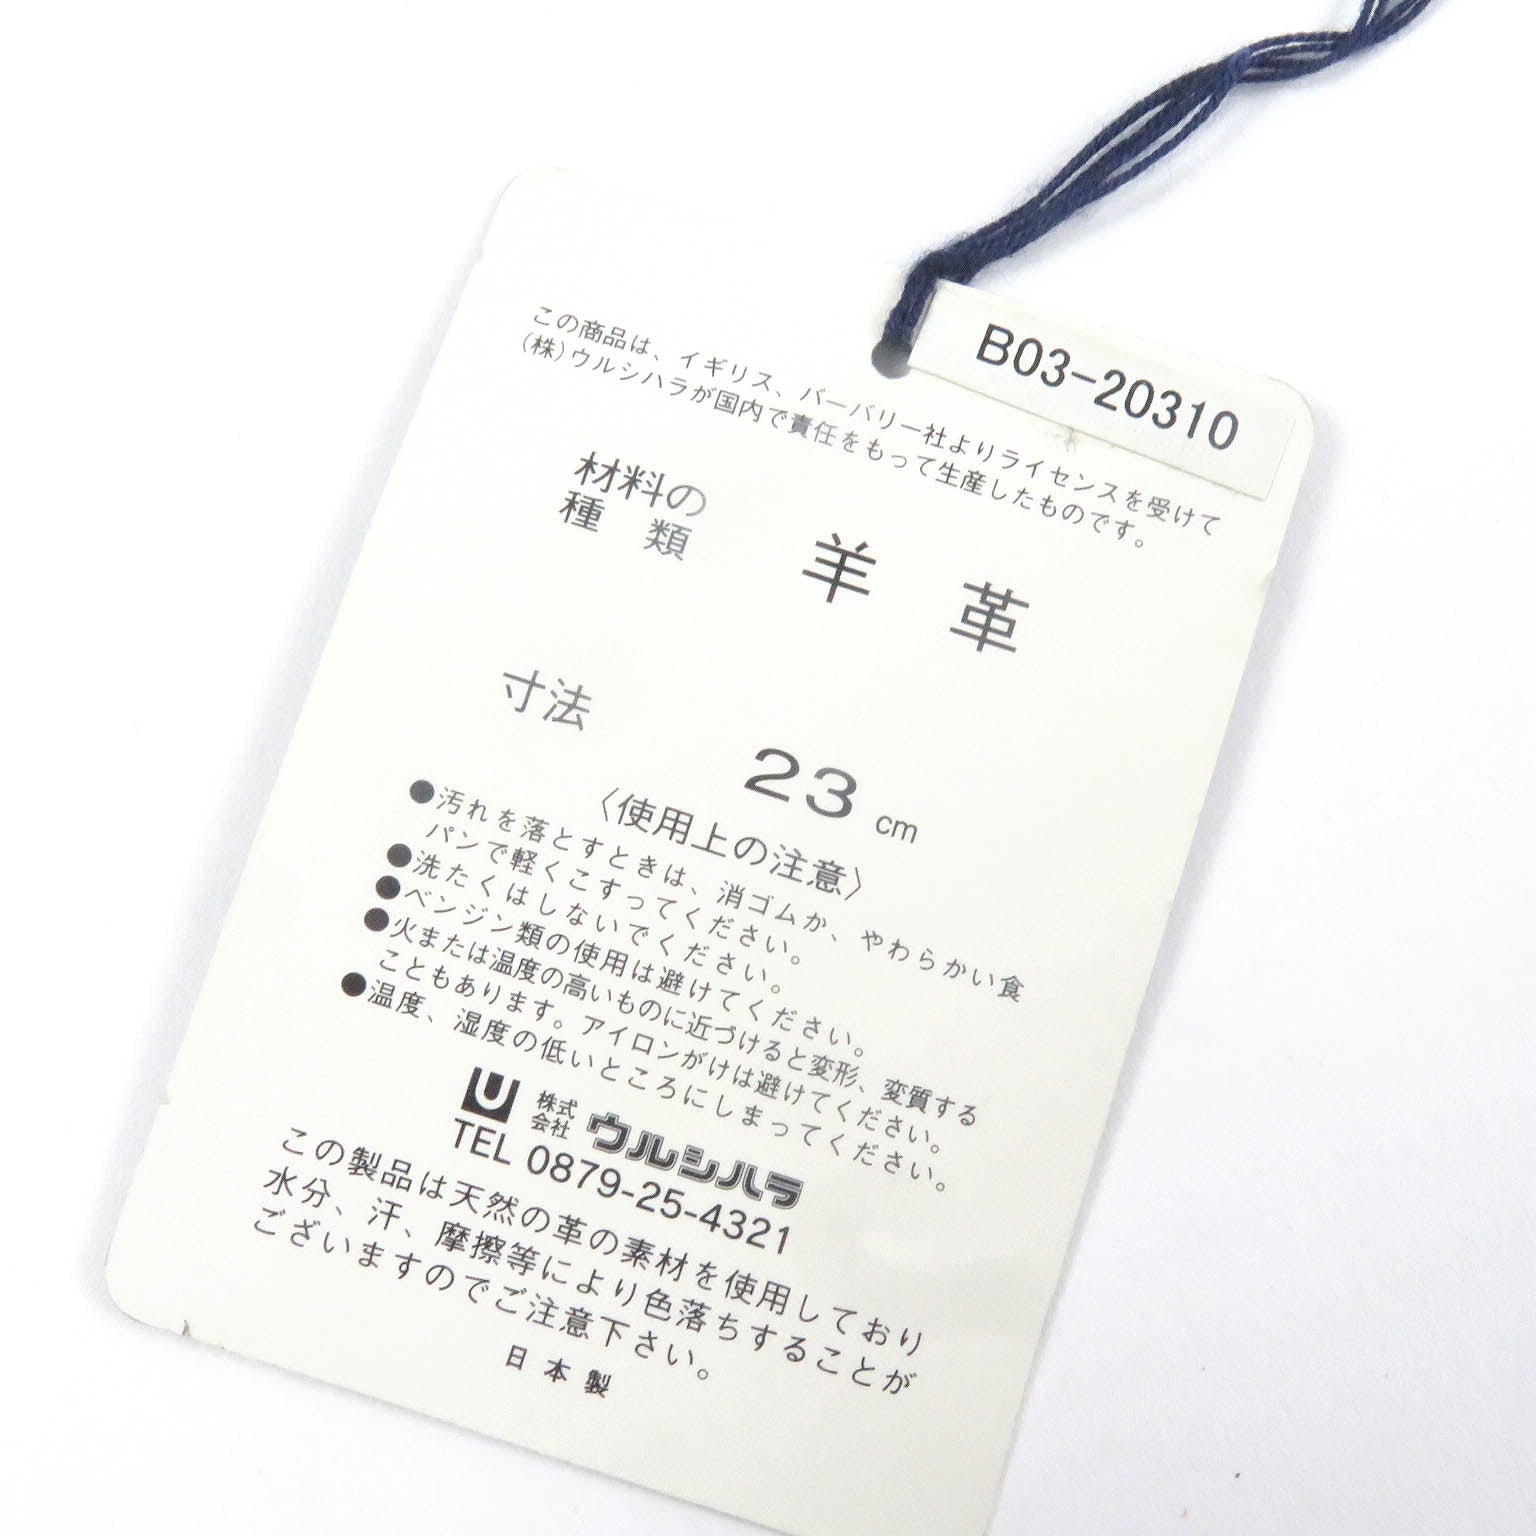 B03-20310
この商品は、イギリス、バーバリー社よりライセンスを受けて
(株)ウルシハラが国内で責任をもって生産したものです。
材料の
種類 羊革
寸法
23 cm
〈使用上の注意〉
●汚れを落とすときは、消ゴムか、やわらかい食
パンで軽くこすってください。
●洗たくはしないでください。
●ベンジン類の使用は避けてください。
●火または温度の高いものに近づけると変形、変質する
こともあります。アイロンがけは避けてください。
●温度、湿度の低いところにしまってください。
U 株式
会社 ウルシハラ
TEL 0879-25-4321
この製品は天然の革の素材を使用しており
水分、汗、摩擦等により色落ちすることが
ございますのでご注意下さい。
日本製